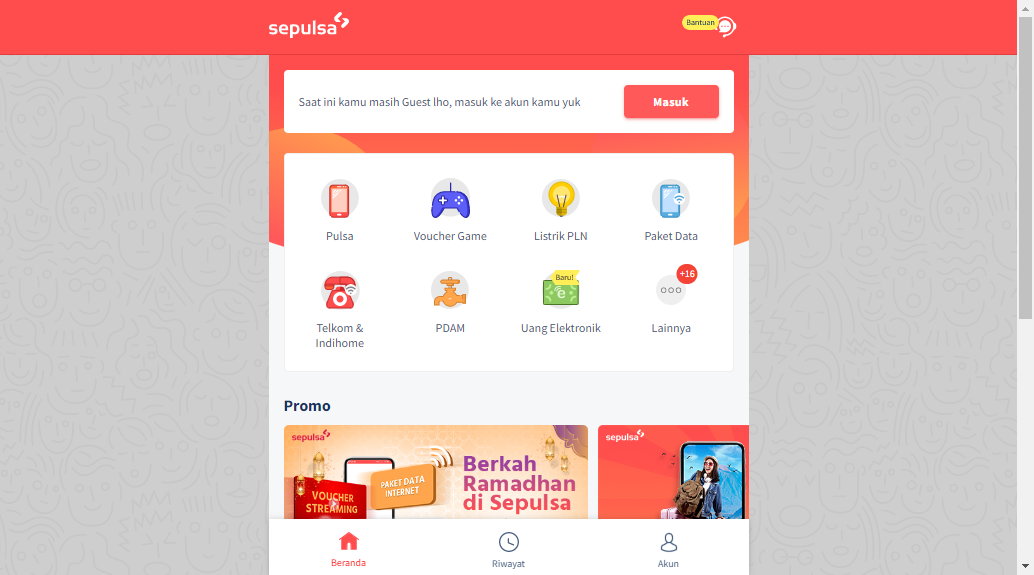 sepulsa
Bantuan
Saat ini kamu masih Guest lho, masuk ke akun kamu yuk
Masuk
Pulsa
Voucher Game
Listrik PLN
Paket Data
Baru!
+16
Telkom &
Indihome
PDAM
Uang Elektronik
Lainnya
Promo
sepulsa
Berkah
Ramadhan
di Sepulsa
PAKET DATA
INTERNET
VOUCHER
STREAMING
sepulsa
Beranda
Riwayat
Akun